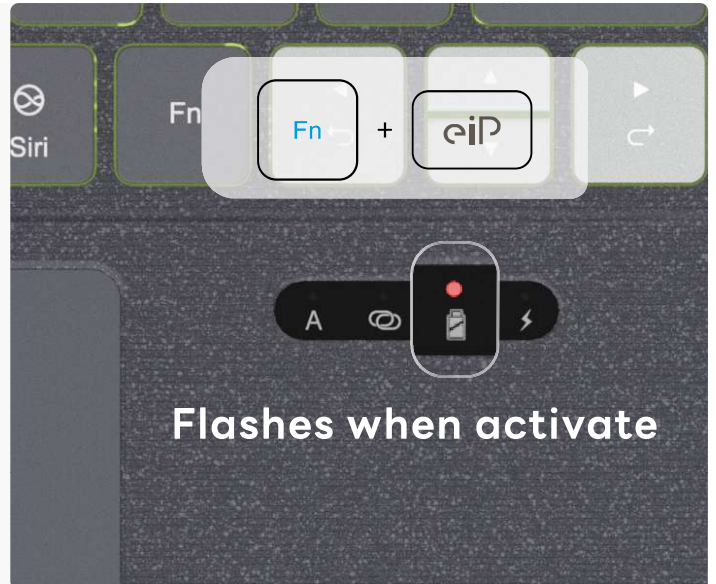 Fn
Fn + eiP
Siri
A
Flashes when activate